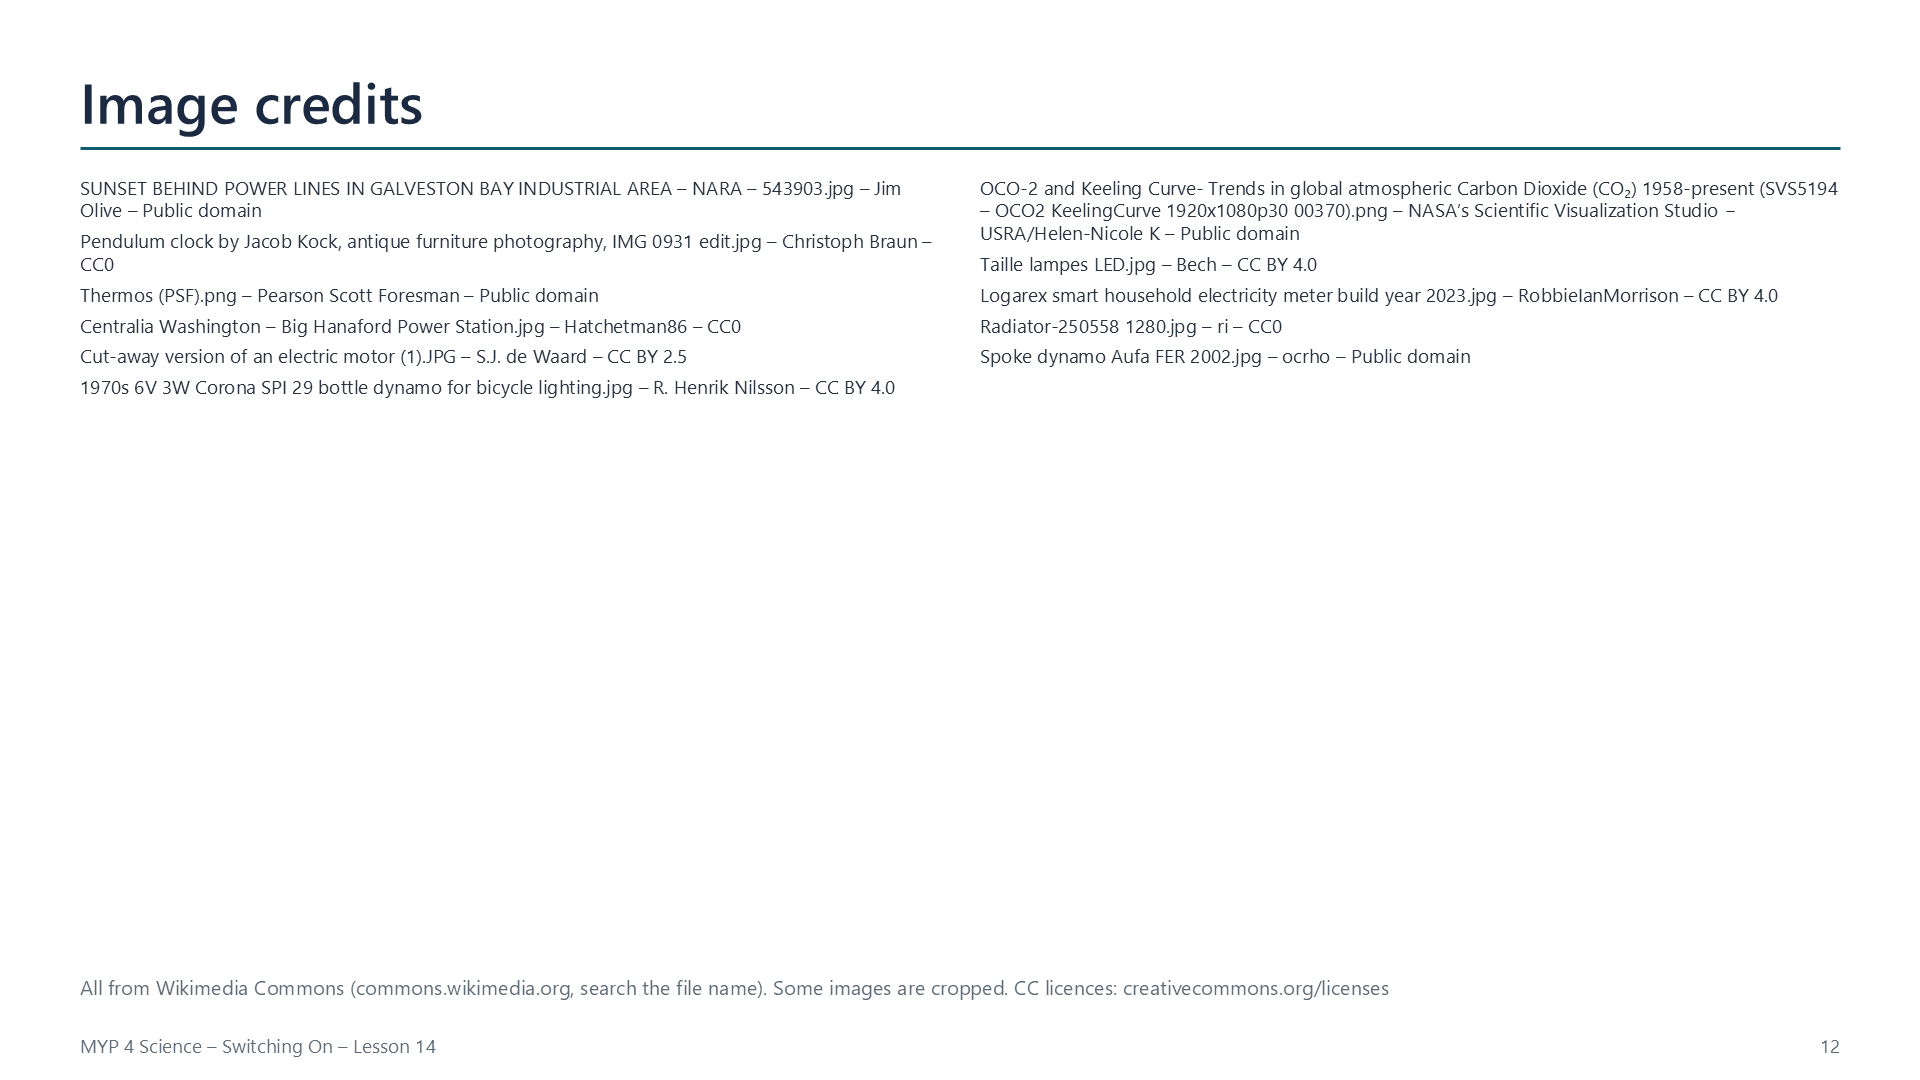 Image credits
SUNSET BEHIND POWER LINES IN GALVESTON BAY INDUSTRIAL AREA – NARA – 543903.jpg – Jim
Olive – Public domain
Pendulum clock by Jacob Kock, antique furniture photography, IMG 0931 edit.jpg – Christoph Braun –
CC0
Thermos (PSF).png – Pearson Scott Foresman – Public domain
Centralia Washington – Big Hanaford Power Station.jpg – Hatchetman86 – CC0
Cut-away version of an electric motor (1).JPG – S.J. de Waard – CC BY 2.5
1970s 6V 3W Corona SPI 29 bottle dynamo for bicycle lighting.jpg – R. Henrik Nilsson – CC BY 4.0
OCO-2 and Keeling Curve- Trends in global atmospheric Carbon Dioxide (CO₂) 1958-present (SVS5194
– OCO2 KeelingCurve 1920x1080p30 00370).png – NASA's Scientific Visualization Studio –
USRA/Helen-Nicole K – Public domain
Taille lampes LED.jpg – Bech – CC BY 4.0
Logarex smart household electricity meter build year 2023.jpg – RobbieIanMorrison – CC BY 4.0
Radiator-250558 1280.jpg – ri – CC0
Spoke dynamo Aufa FER 2002.jpg – ocrho – Public domain
All from Wikimedia Commons (commons.wikimedia.org, search the file name). Some images are cropped. CC licences: creativecommons.org/licenses
MYP 4 Science – Switching On – Lesson 14
12